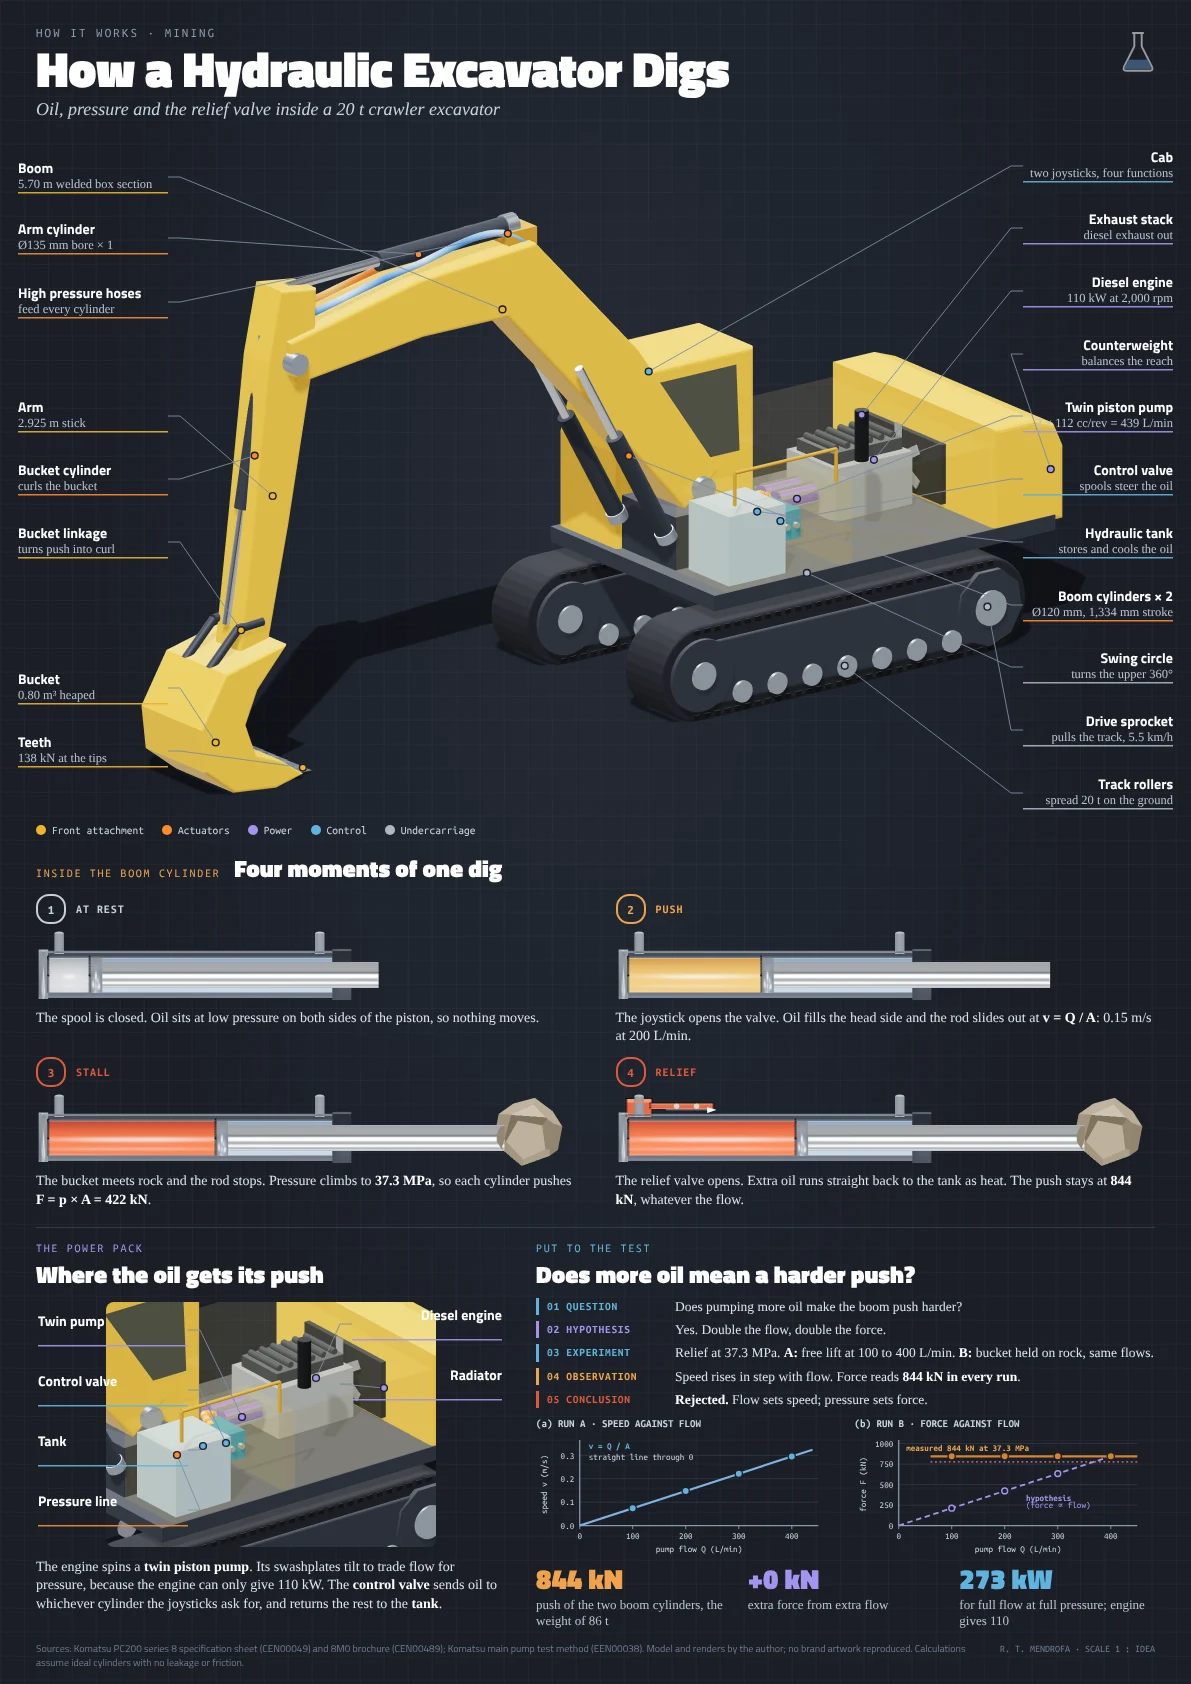 HOW IT WORKS · MINING
How a Hydraulic Excavator Digs
Oil, pressure and the relief valve inside a 20 t crawler excavator
Boom
5.70 m welded box section
Arm cylinder
Ø135 mm bore × 1
High pressure hoses
feed every cylinder
Arm
2.925 m stick
Bucket cylinder
curls the bucket
Bucket linkage
turns push into curl
Bucket
0.80 m³ heaped
Teeth
138 kN at the tips
Cab
two joysticks, four functions
Exhaust stack
diesel exhaust out
Diesel engine
110 kW at 2,000 rpm
Counterweight
balances the reach
Twin piston pump
112 cc/rev = 439 L/min
Control valve
spools steer the oil
Hydraulic tank
stores and cools the oil
Boom cylinders × 2
Ø120 mm, 1,334 mm stroke
Swing circle
turns the upper 360°
Drive sprocket
pulls the track, 5.5 km/h
Track rollers
spread 20 t on the ground
Front attachment
Actuators
Power
Control
Undercarriage
INSIDE THE BOOM CYLINDER Four moments of one dig
1 AT REST
The spool is closed. Oil sits at low pressure on both sides of the piston, so nothing moves.
2 PUSH
The joystick opens the valve. Oil fills the head side and the rod slides out at v = Q / A: 0.15 m/s
at 200 L/min.
3 STALL
The bucket meets rock and the rod stops. Pressure climbs to 37.3 MPa, so each cylinder pushes
F = p × A = 422 kN.
4 RELIEF
The relief valve opens. Extra oil runs straight back to the tank as heat. The push stays at 844
kN, whatever the flow.
THE POWER PACK
Where the oil gets its push
Twin pump
Control valve
Tank
Pressure line
Diesel engine
Radiator
The engine spins a twin piston pump. Its swashplates tilt to trade flow for
pressure, because the engine can only give 110 kW. The control valve sends oil to
whichever cylinder the joysticks ask for, and returns the rest to the tank.
PUT TO THE TEST
Does more oil mean a harder push?
01 QUESTION Does pumping more oil make the boom push harder?
02 HYPOTHESIS Yes. Double the flow, double the force.
03 EXPERIMENT Relief at 37.3 MPa. A: free lift at 100 to 400 L/min. B: bucket held on rock, same flows.
04 OBSERVATION Speed rises in step with flow. Force reads 844 kN in every run.
05 CONCLUSION Rejected. Flow sets speed; pressure sets force.
(a) RUN A · SPEED AGAINST FLOW
v = Q / A
straight line through 0
speed v (m/s)
0.3
0.2
0.1
0.0
0 100 200 300 400
pump flow Q (L/min)
(b) RUN B · FORCE AGAINST FLOW
measured 844 kN at 37.3 MPa
hypothesis
(force ∝ flow)
force F (kN)
1000
750
500
250
0
0 100 200 300 400
pump flow Q (L/min)
844 kN
push of the two boom cylinders, the
weight of 86 t
+0 kN
extra force from extra flow
273 kW
for full flow at full pressure; engine
gives 110
Sources: Komatsu PC200 series 8 specification sheet (CEN00049) and 8M0 brochure (CEN00489); Komatsu main pump test method (EEN00038). Model and renders by the author; no brand artwork reproduced. Calculations
assume ideal cylinders with no leakage or friction.
R. T. MENDROFA · SCALE 1 : IDEA